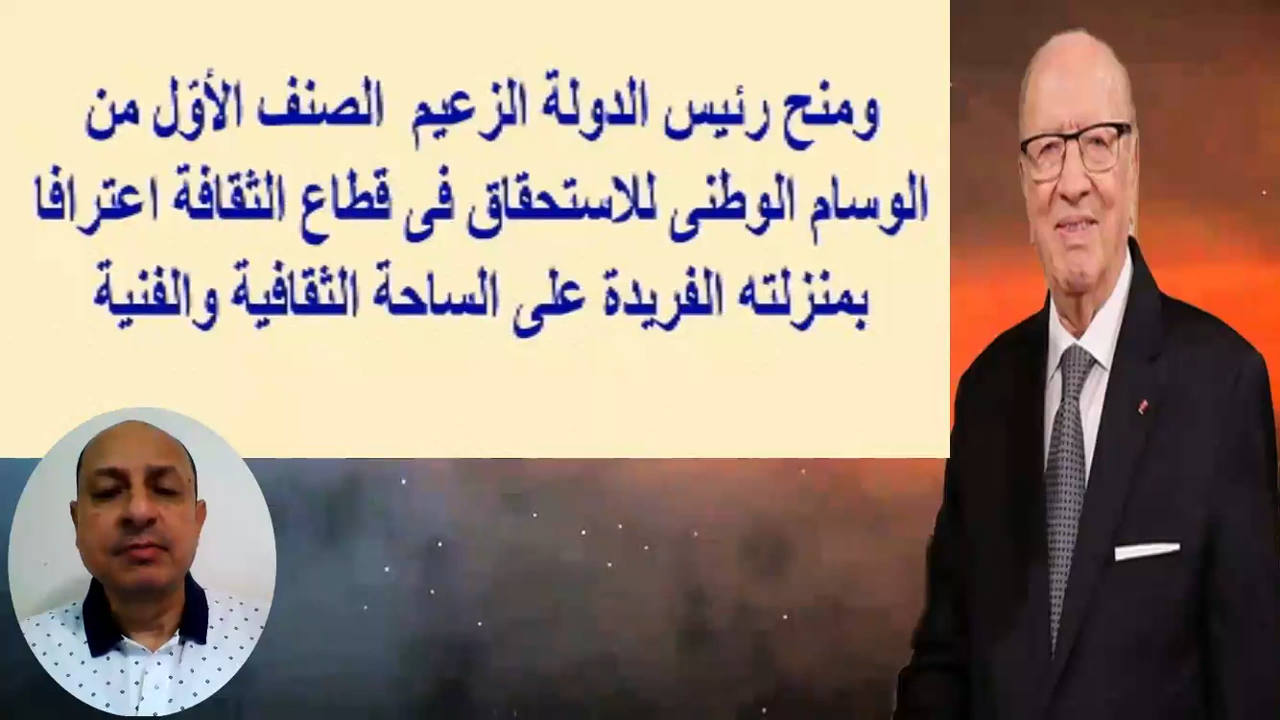 ومنح رئيس الدولة الزعيم الصنف الأوّل من
الوسام الوطنى للاستحقاق فى قطاع الثقافة اعترافا
بمنزلته الفريدة على الساحة الثقافية والفنية